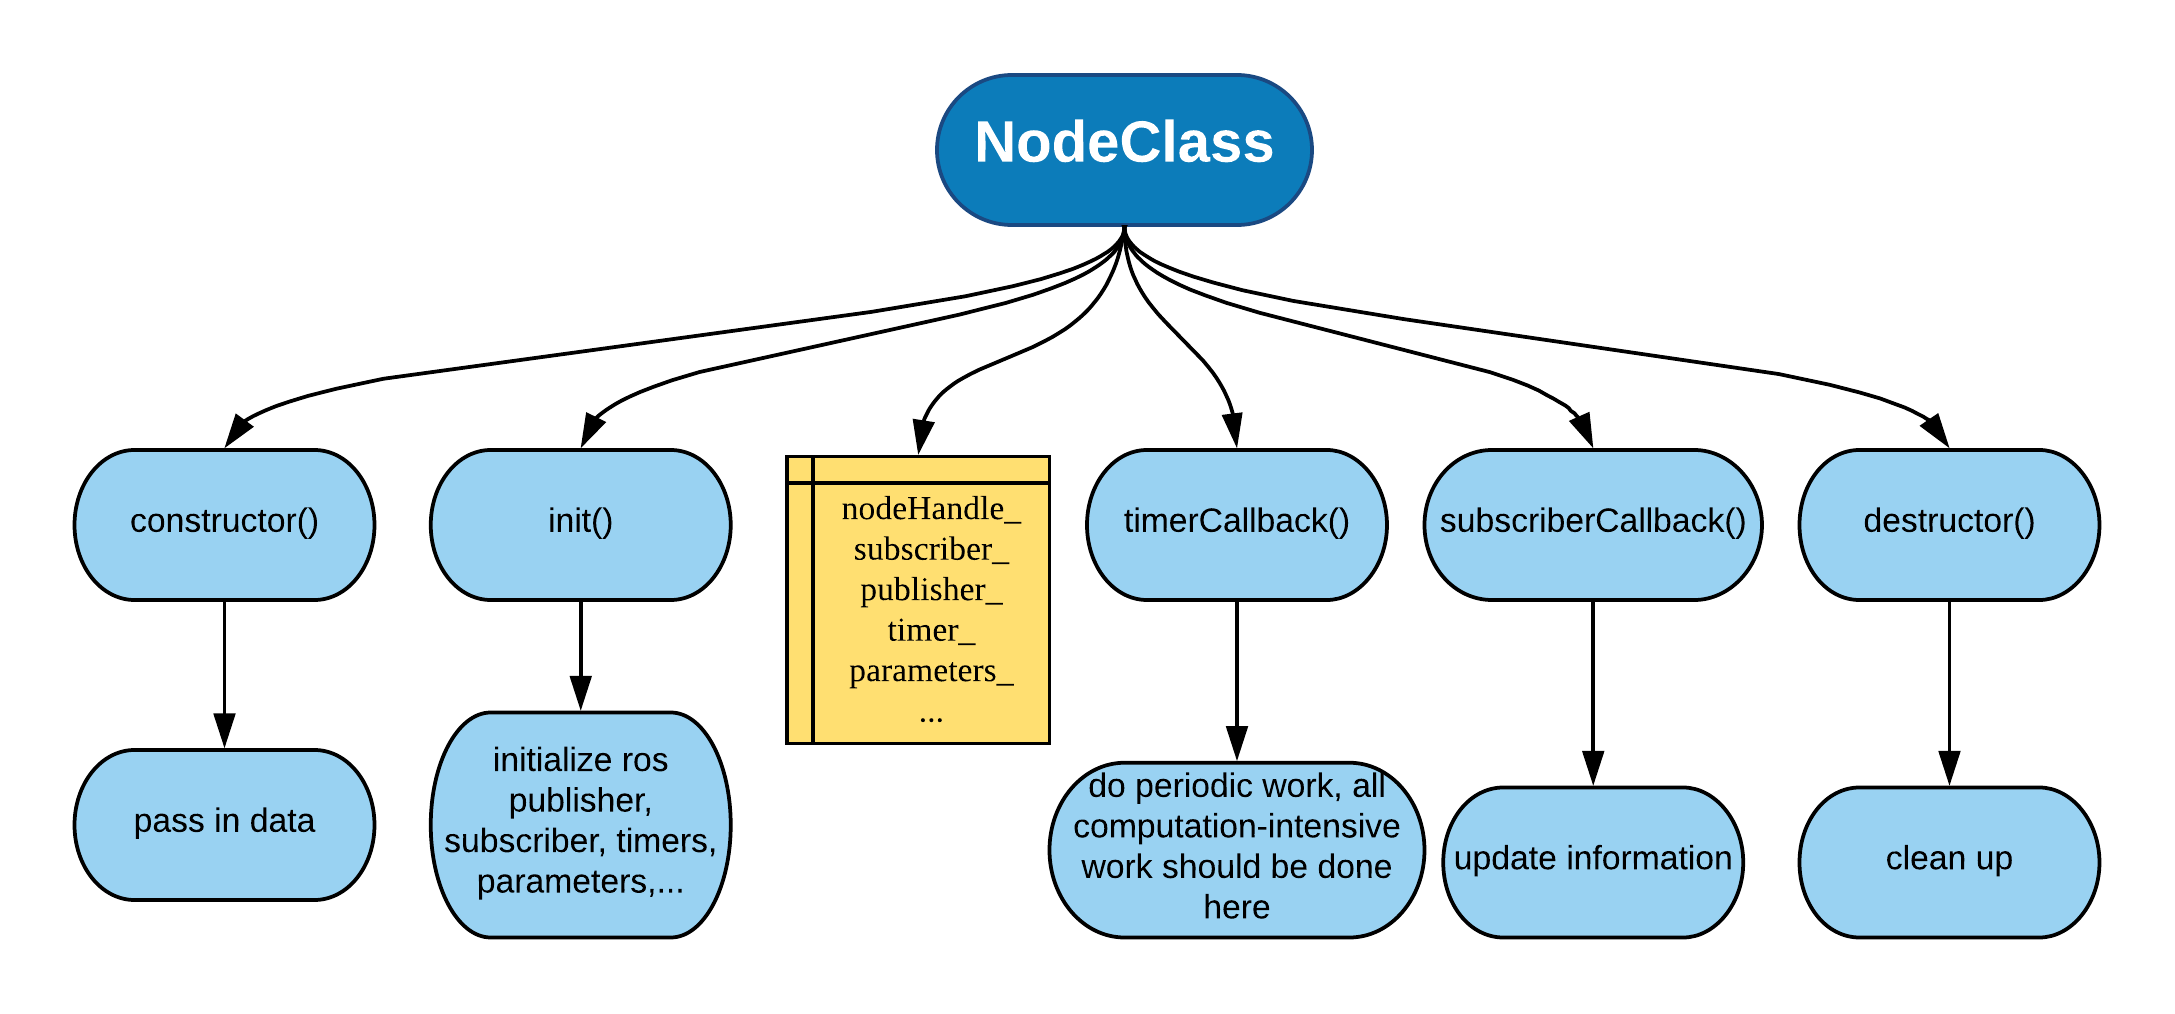 NodeClass
constructor()
init()
nodeHandle_
subscriber_
publisher_
timer_
parameters_
...
timerCallback()
subscriberCallback()
destructor()
pass in data
initialize ros
publisher,
subscriber, timers,
parameters,...
do periodic work, all
computation-intensive
work should be done
here
update information
clean up